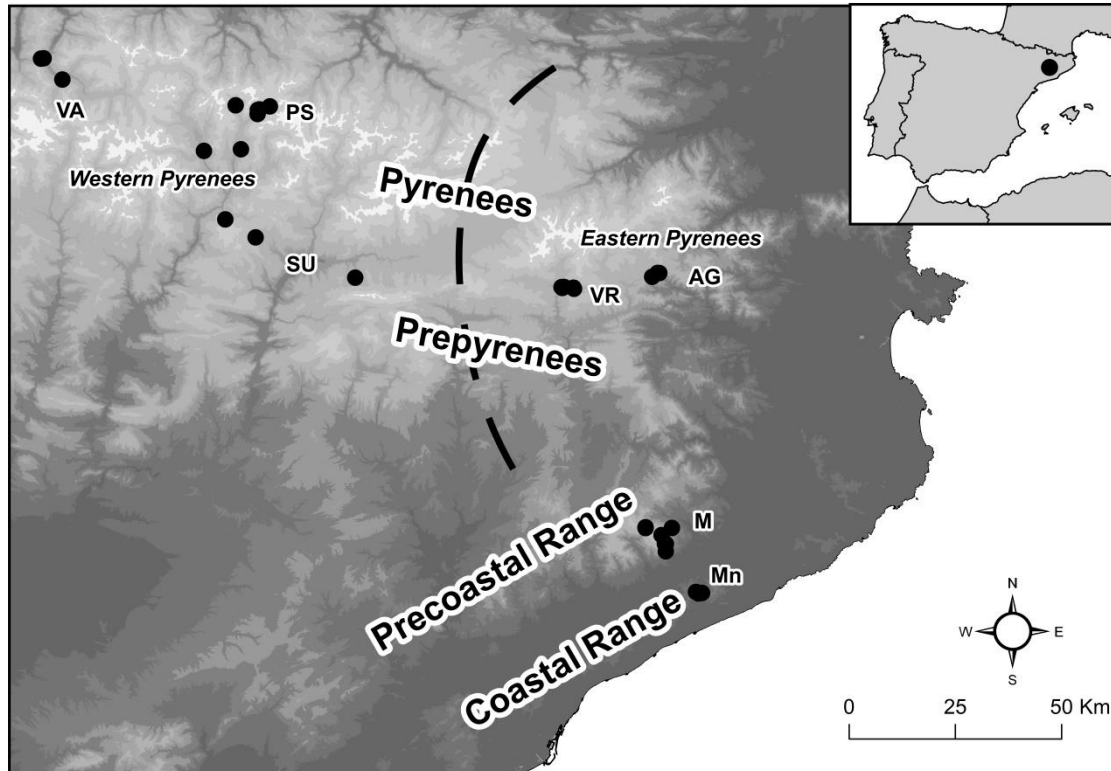 VA
PS
Western Pyrenees
Pyrenees
Eastern Pyrenees
SU
VR
AG
Prepyrenees
Precoastal Range
M
Mn
Coastal Range
N
W
E
S
0
25
50 Km